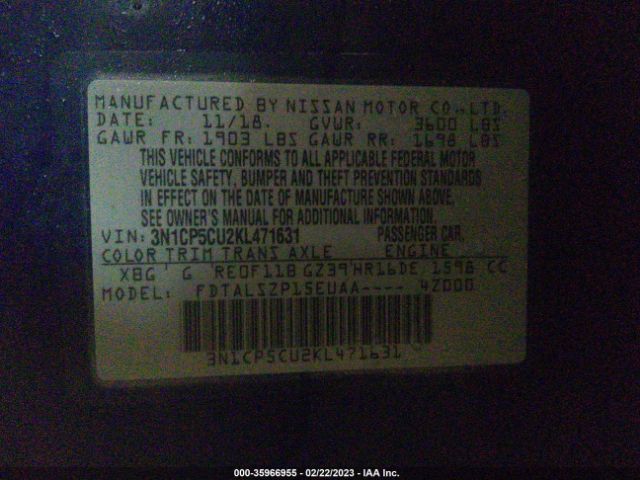 MANUFACTURED BY NISSAN MOTOR CO.,LTD.
DATE: 11/18. GVWR: 3600 LBS
GAWR FR: 1903 LBS GAWR RR: 1698 LBS
THIS VEHICLE CONFORMS TO ALL APPLICABLE FEDERAL MOTOR
VEHICLE SAFETY, BUMPER AND THEFT PREVENTION STANDARDS
IN EFFECT ON THE DATE OF MANUFACTURE SHOWN ABOVE.
SEE OWNER'S MANUAL FOR ADDITIONAL INFORMATION.
VIN: 3N1CP5CU2KL471631 PASSENGER CAR.
COLOR TRIM TRANS AXLE ENGINE
XBG G RE0F11B GZ39 HR16DE 1598 CC
MODEL: FDTALSZP15EUAA---- 4Z000
3N1CP5CU2KL471631
000-35966955 - 02/22/2023 - IAA Inc.